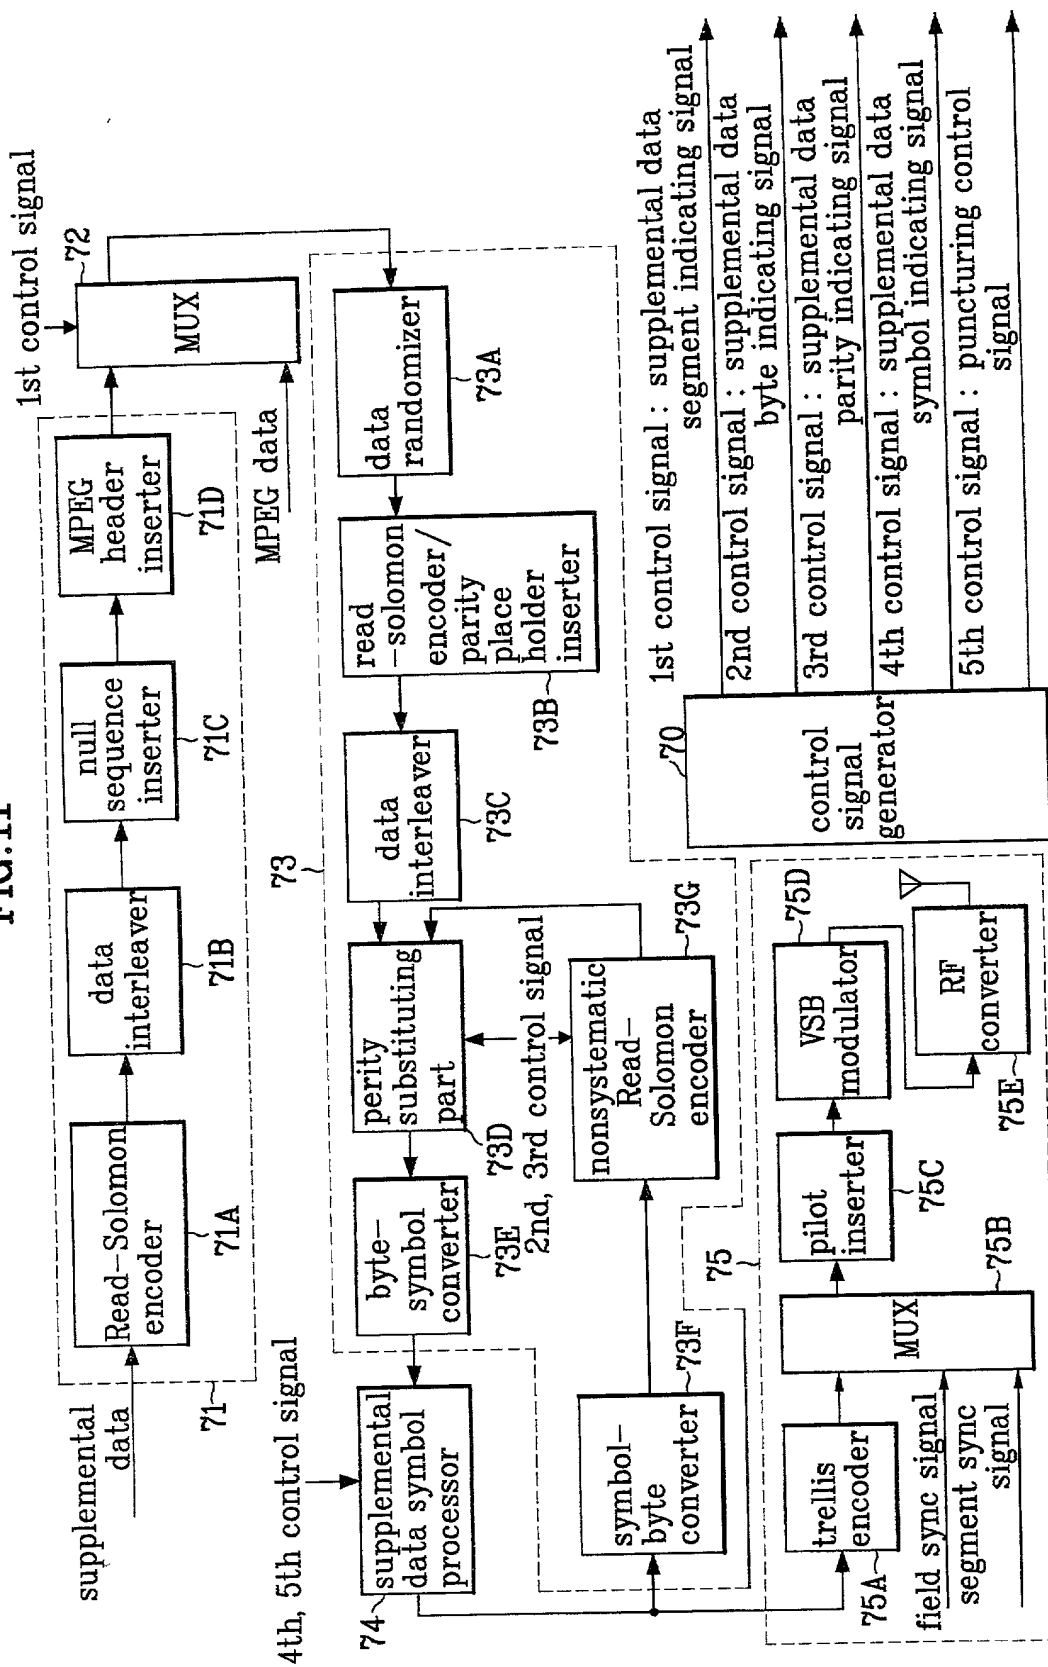 FIG.11
supplemental
data
Read-Solomon
encoder
71A
data
interleaver
71B
null
sequence
inserter
71C
MPEG
header
inserter
71D
71
1st control signal
72
MUX
MPEG data
73
data
randomizer
73A
read
-solomon
encoder/
parity
place
holder
inserter
73B
data
interleaver
73C
perity
substituting
part
73D
2nd, 3rd control signal
byte-
symbol
converter
73E
4th, 5th control signal
supplemental
data symbol
processor
74
symbol-
byte
converter
73F
nonsystematic
Read-
Solomon
encoder
73G
75
trellis
encoder
75A
field sync signal
segment sync
signal
MUX
75B
pilot
inserter
75C
VSB
modulator
75D
RF
converter
75E
70
control
signal
generator
1st control signal : supplemental data
segment indicating signal
2nd control signal : supplemental data
byte indicating signal
3rd control signal : supplemental data
parity indicating signal
4th control signal : supplemental data
symbol indicating signal
5th control signal : puncturing control
signal